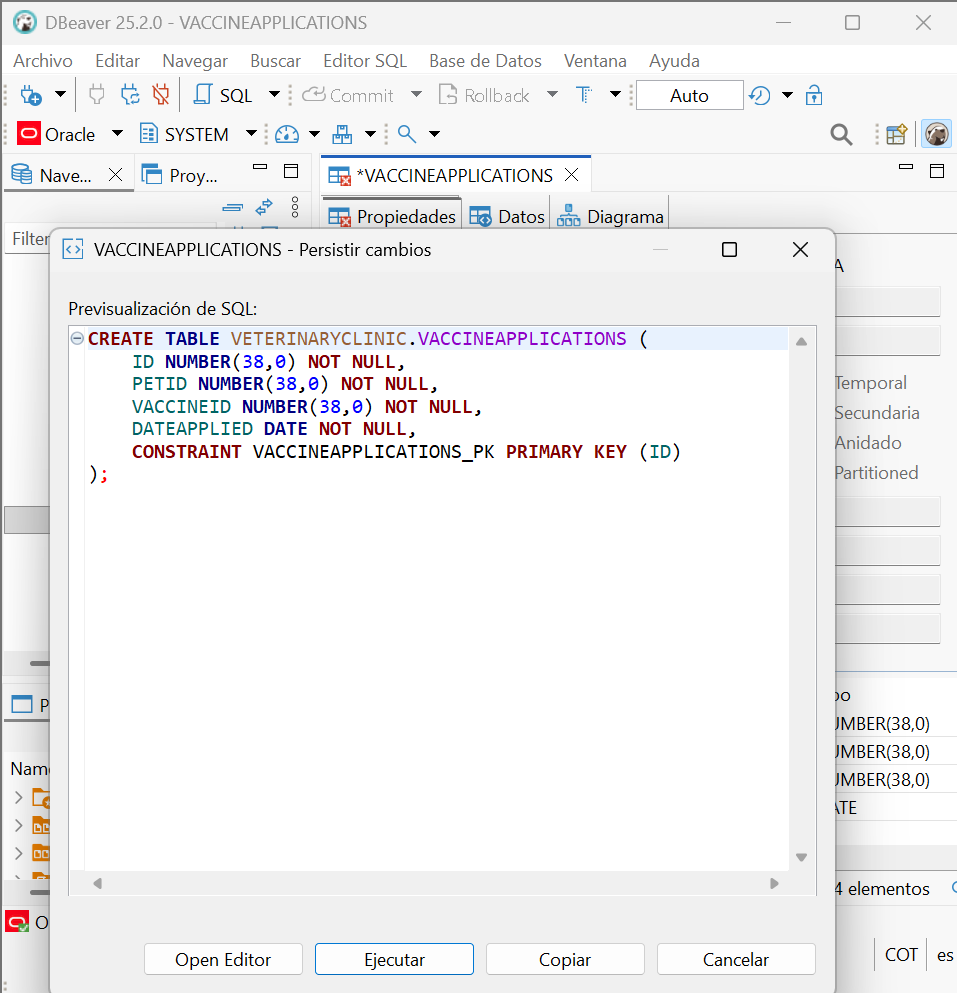 DBeaver 25.2.0 - VACCINEAPPLICATIONS
Archivo Editar Navegar Buscar Editor SQL Base de Datos Ventana Ayuda
SQL Commit Rollback T Auto
Oracle SYSTEM
Nave... Proy... *VACCINEAPPLICATIONS
Propiedades Datos Diagrama
Filter
VACCINEAPPLICATIONS - Persistir cambios
A
Previsualización de SQL:
CREATE TABLE VETERINARYCLINIC.VACCINEAPPLICATIONS (
ID NUMBER(38,0) NOT NULL,
PETID NUMBER(38,0) NOT NULL,
VACCINEID NUMBER(38,0) NOT NULL,
DATEAPPLIED DATE NOT NULL,
CONSTRAINT VACCINEAPPLICATIONS_PK PRIMARY KEY (ID)
);
Temporal
Secundaria
Anidado
Partitioned
P
po
UMBER(38,0)
UMBER(38,0)
Name
UMBER(38,0)
ATE
4 elementos
O
Open Editor Ejecutar Copiar Cancelar
COT es